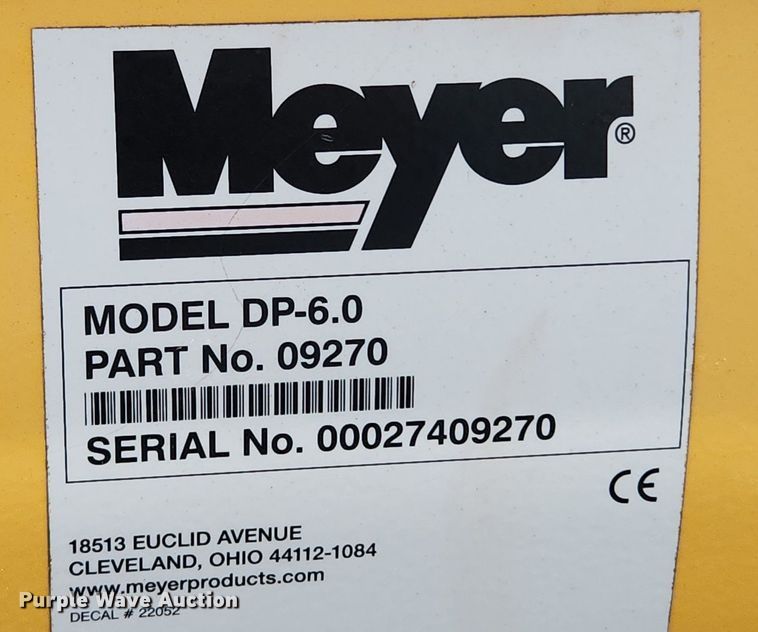 Meyer®
MODEL DP-6.0
PART No. 09270
SERIAL No. 00027409270
CE
18513 EUCLID AVENUE
CLEVELAND, OHIO 44112-1084
www.meyerproducts.com
Purple Wave Auction
DECAL # 22052